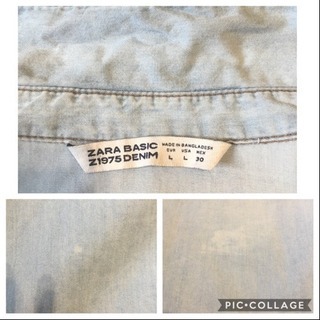 ZARA BASIC
Z1975 DENIM
MADE IN BANGLADESH
EUR USA MEX
L L 30
PIC•COLLAGE